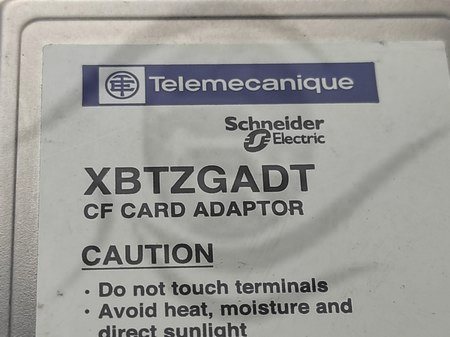 Telemecanique
Schneider
Electric
XBTZGADT
CF CARD ADAPTOR
CAUTION
· Do not touch terminals
· Avoid heat, moisture and
direct sunlight